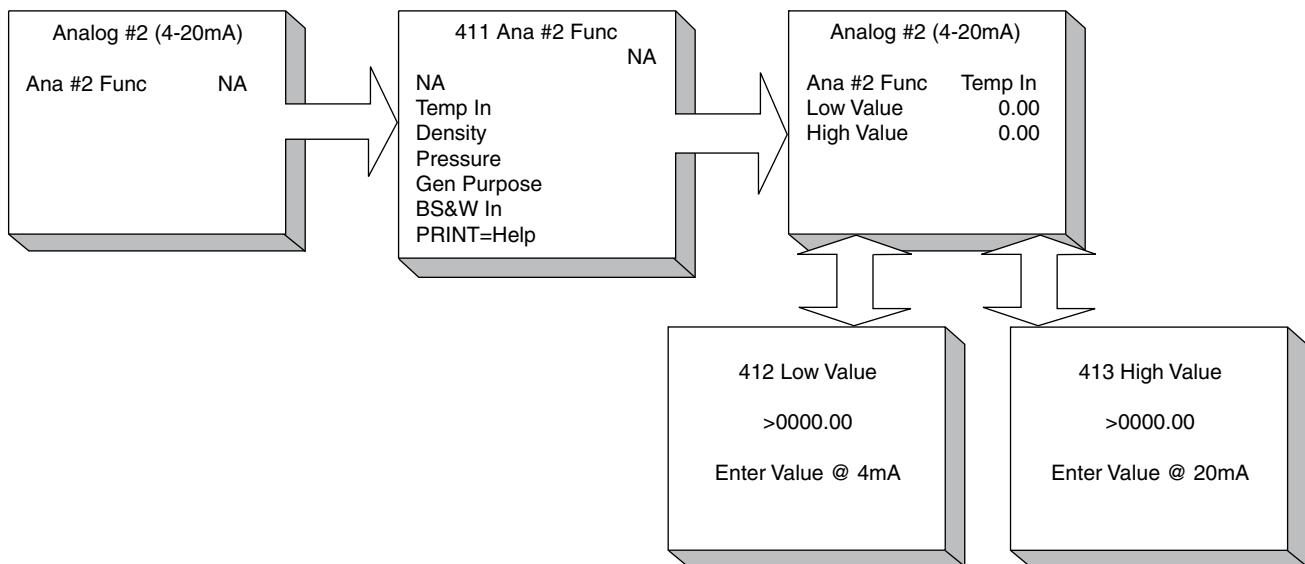 Analog #2 (4-20mA)
Ana #2 Func NA
411 Ana #2 Func
NA
NA
Temp In
Density
Pressure
Gen Purpose
BS&W In
PRINT=Help
Analog #2 (4-20mA)
Ana #2 Func Temp In
Low Value 0.00
High Value 0.00
412 Low Value
>0000.00
Enter Value @ 4mA
413 High Value
>0000.00
Enter Value @ 20mA